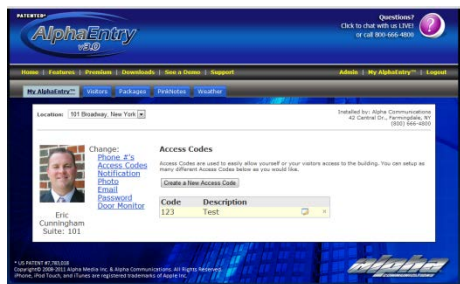 PATENTED*
AlphaEntry
v3.0
Questions?
Click to chat with us LIVE!
or call 800-666-4800
?
Home | Features | Premium | Downloads | See a Demo | Support
Admin | My AlphaEntry™ | Logout
My AlphaEntry™ Visitors Packages PinkNotes Weather
Location: 101 Broadway, New York
Installed by: Alpha Communications
42 Central Dr., Farmingdale, NY
(800) 666-4800
Change:
Phone #'s
Access Codes
Notification
Photo
Email
Password
Door Monitor
Eric
Cunningham
Suite: 101
Access Codes
Access Codes are used to easily allow yourself or your visitors access to the building. You can setup as
many different Access Codes below as you would like.
Create a New Access Code
Code Description
123 Test
* US PATENT #7,783,018
Copyright© 2008-2011 Alpha Media Inc. & Alpha Communications. All Rights Reserved.
iPhone, iPod Touch, and iTunes are registered trademarks of Apple Inc.
alpha
COMMUNICATIONS